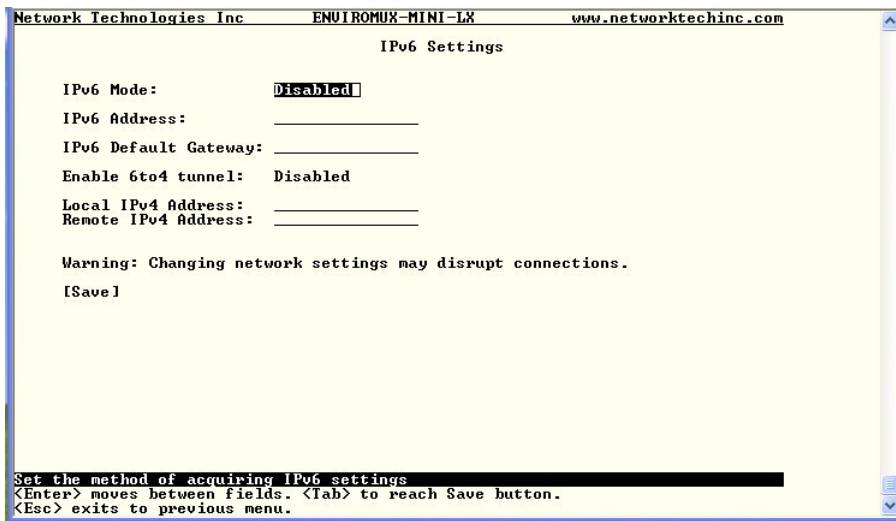 Network Technologies Inc ENVIROMUX-MINI-LX www.networktechinc.com
IPv6 Settings
IPv6 Mode: Disabled
IPv6 Address:
IPv6 Default Gateway:
Enable 6to4 tunnel: Disabled
Local IPv4 Address:
Remote IPv4 Address:
Warning: Changing network settings may disrupt connections.
[Save]
Set the method of acquiring IPv6 settings
<Enter> moves between fields. <Tab> to reach Save button.
<Esc> exits to previous menu.